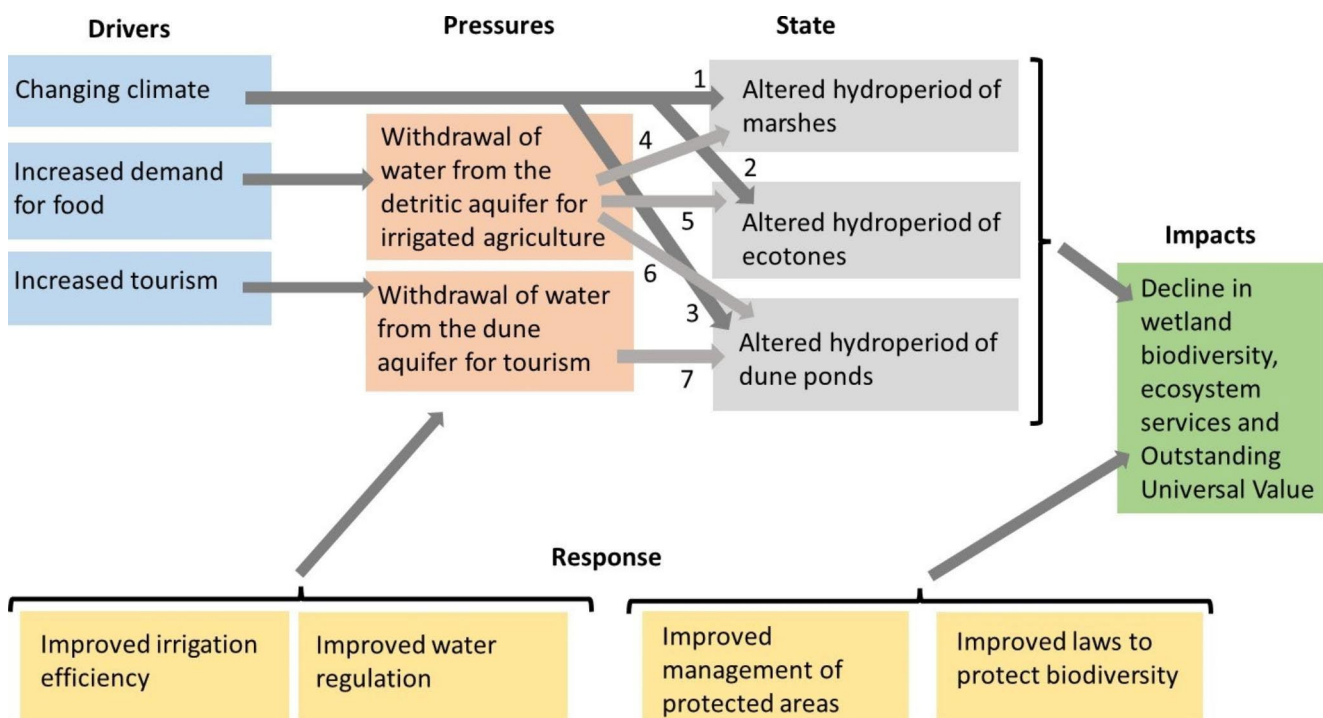 Drivers
Pressures
State
Changing climate
Increased demand
for food
Increased tourism
Withdrawal of
water from the
detritic aquifer for
irrigated agriculture
Withdrawal of water
from the dune
aquifer for tourism
1
4
2
5
6
3
7
Altered hydroperiod of
marshes
Altered hydroperiod of
ecotones
Altered hydroperiod of
dune ponds
Impacts
Decline in
wetland
biodiversity,
ecosystem
services and
Outstanding
Universal Value
Response
Improved irrigation
efficiency
Improved water
regulation
Improved
management of
protected areas
Improved laws to
protect biodiversity